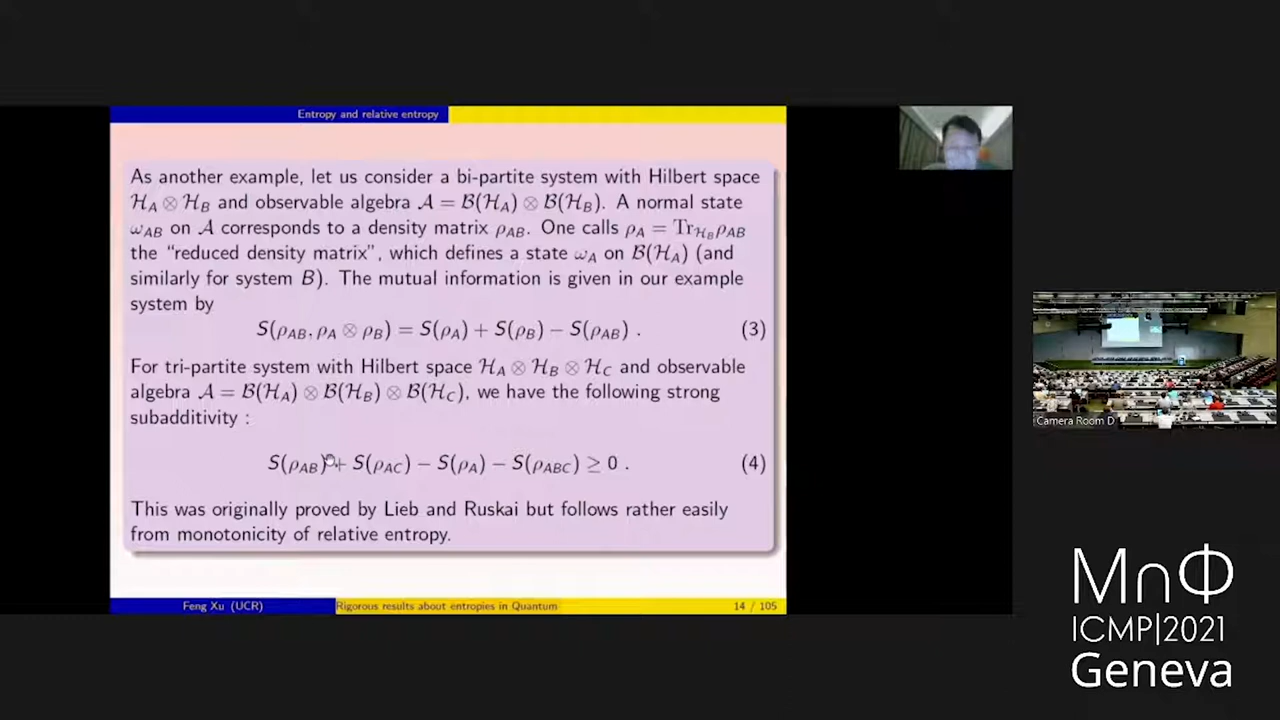 Entropy and relative entropy
As another example, let us consider a bi-partite system with Hilbert space
ℋ_A ⊗ ℋ_B and observable algebra 𝒜 = ℬ(ℋ_A) ⊗ ℬ(ℋ_B). A normal state
ω_AB on 𝒜 corresponds to a density matrix ρ_AB. One calls ρ_A = Tr_ℋ_B ρ_AB
the “reduced density matrix”, which defines a state ω_A on ℬ(ℋ_A) (and
similarly for system B). The mutual information is given in our example
system by
S(ρ_AB, ρ_A ⊗ ρ_B) = S(ρ_A) + S(ρ_B) − S(ρ_AB) . (3)
For tri-partite system with Hilbert space ℋ_A ⊗ ℋ_B ⊗ ℋ_C and observable
algebra 𝒜 = ℬ(ℋ_A) ⊗ ℬ(ℋ_B) ⊗ ℬ(ℋ_C), we have the following strong
subadditivity :
S(ρ_AB) + S(ρ_AC) − S(ρ_A) − S(ρ_ABC) ≥ 0 . (4)
This was originally proved by Lieb and Ruskai but follows rather easily
from monotonicity of relative entropy.
Feng Xu (UCR) Rigorous results about entropies in Quantum 14 / 105
Camera Room D
M∩Φ
ICMP|2021
Geneva